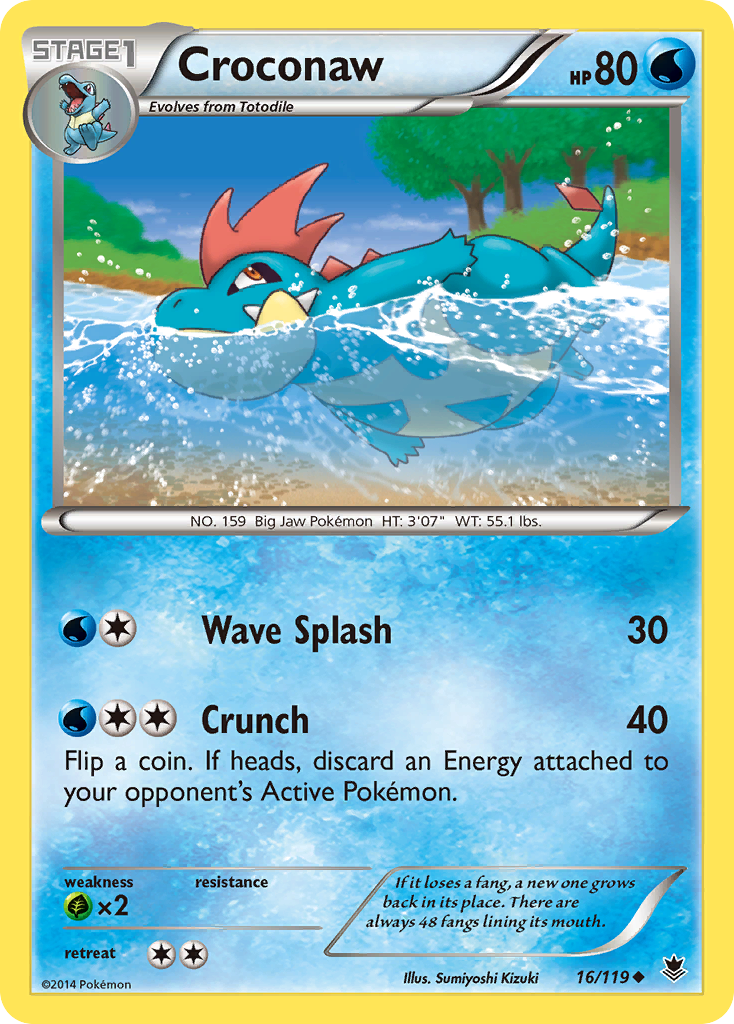 STAGE1
Croconaw
HP80
Evolves from Totodile
NO. 159 Big Jaw Pokémon HT: 3'07" WT: 55.1 lbs.
Wave Splash 30
Crunch 40
Flip a coin. If heads, discard an Energy attached to
your opponent's Active Pokémon.
weakness resistance
×2
If it loses a fang, a new one grows
back in its place. There are
always 48 fangs lining its mouth.
retreat
©2014 Pokémon
Illus. Sumiyoshi Kizuki
16/119